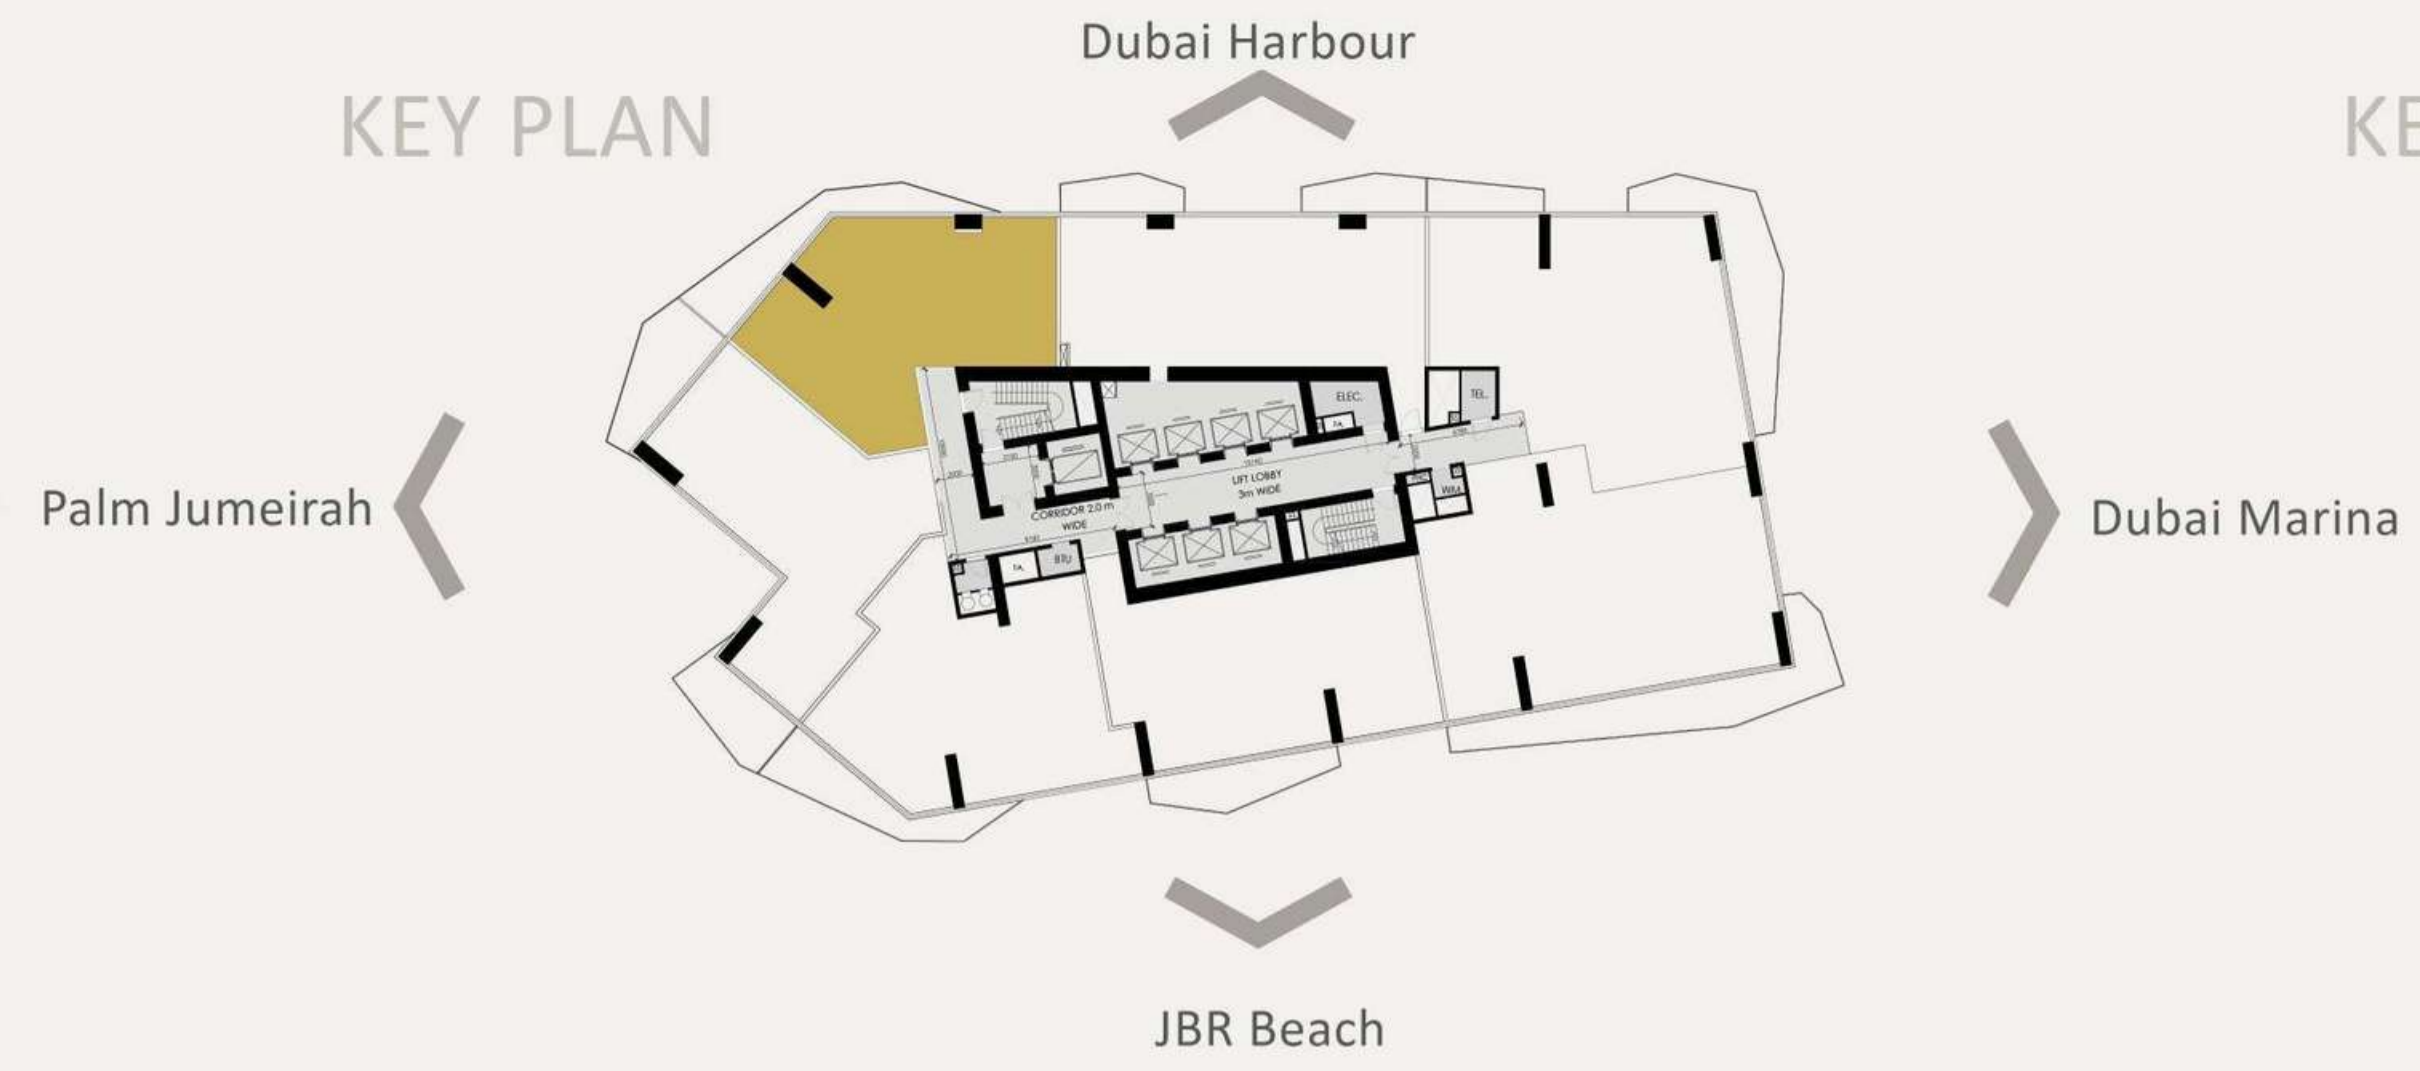 Dubai Harbour
KEY PLAN
KE
Palm Jumeirah
Dubai Marina
ELEC.
TEL.
LIFT LOBBY
3m WIDE
CORRIDOR 2.0 m
WIDE
BTU
JBR Beach